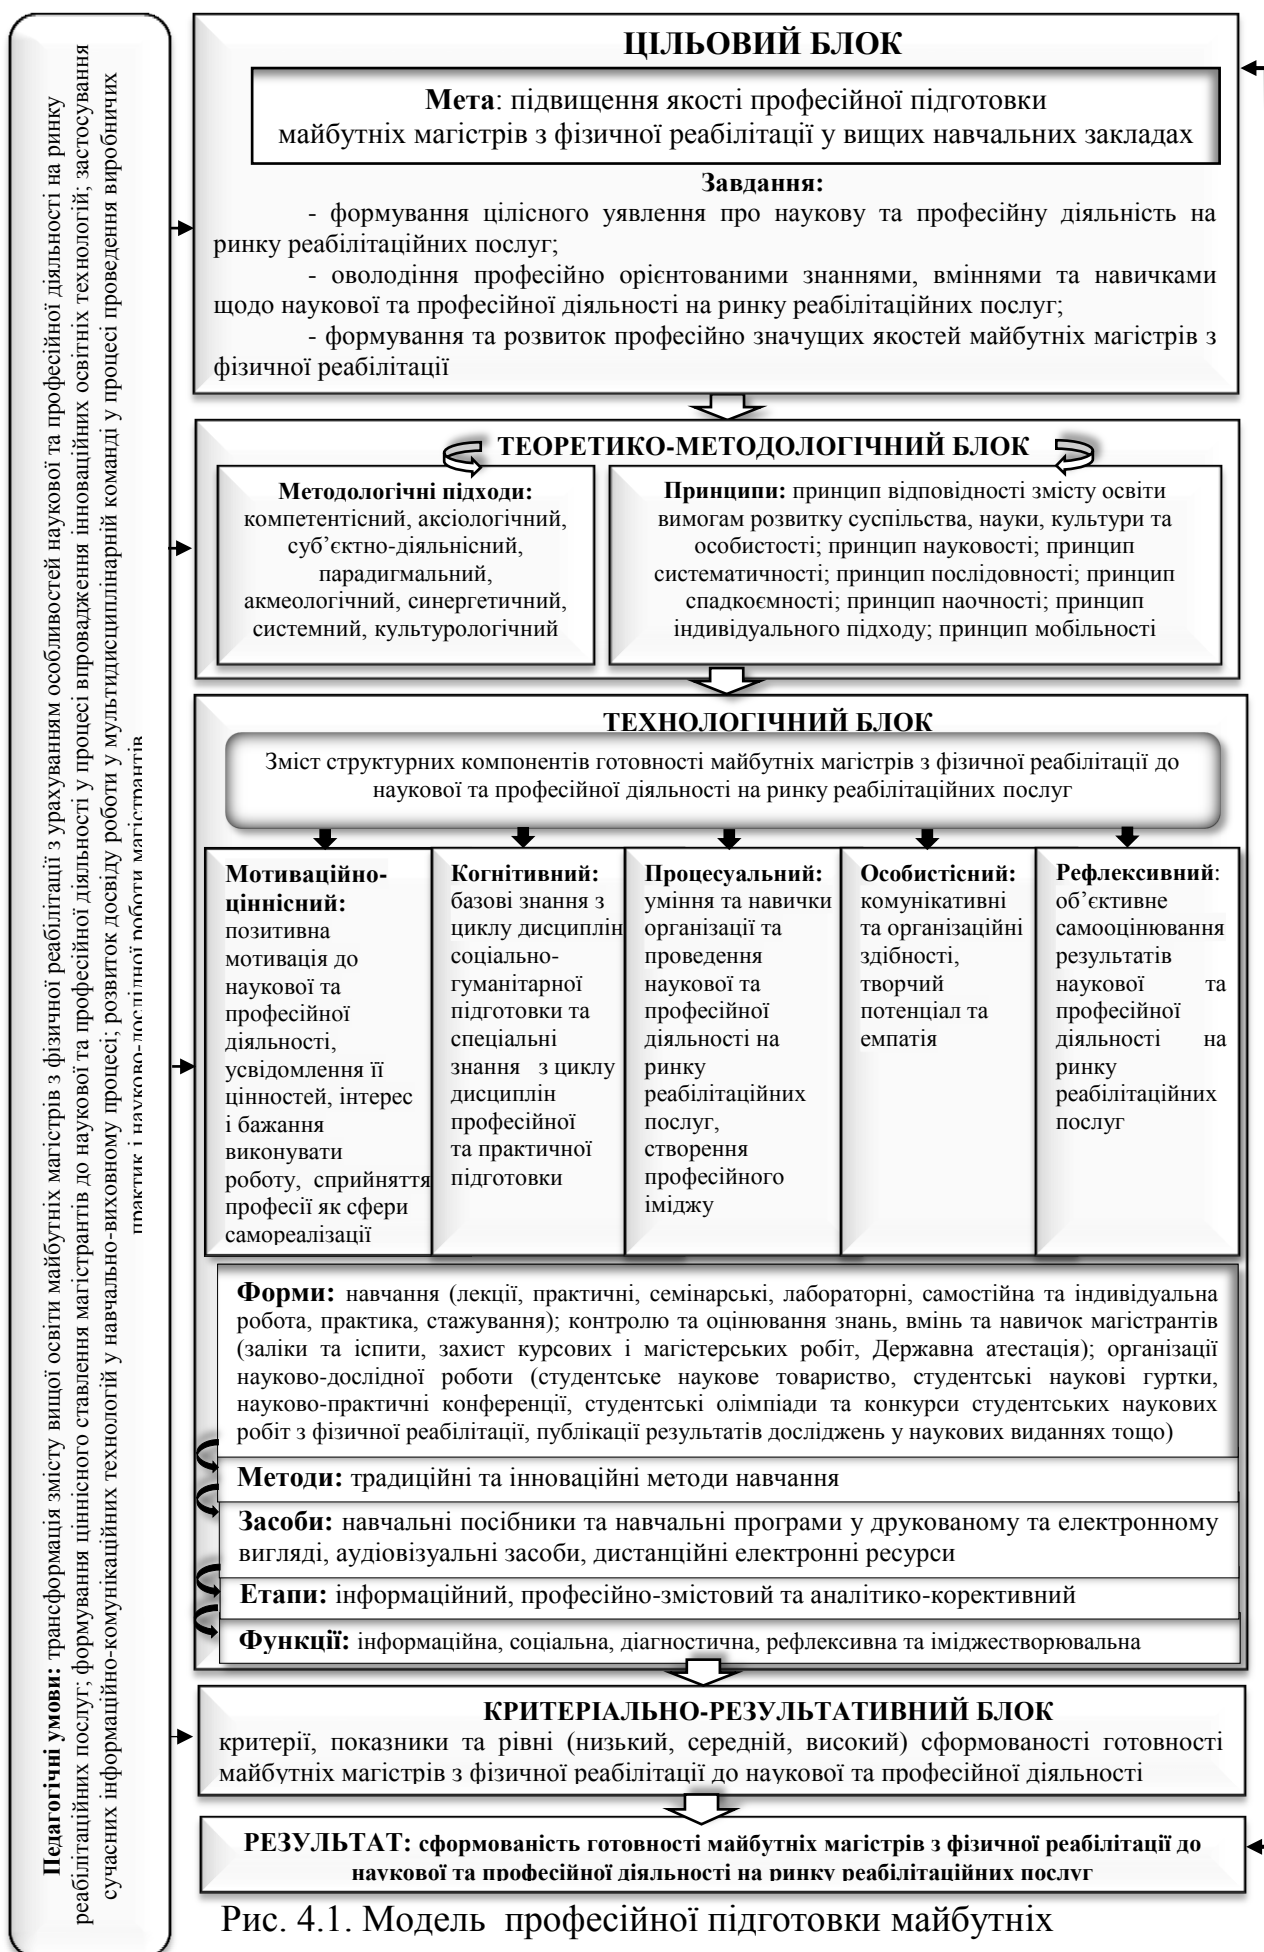 Педагогічні умови: трансформація змісту вищої освіти майбутніх магістрів з фізичної реабілітації з урахуванням особливостей наукової та професійної діяльності на ринку
реабілітаційних послуг; формування ціннісного ставлення магістрантів до наукової та професійної діяльності у процесі впровадження інноваційних освітніх технологій; застосування
сучасних інформаційно-комунікаційних технологій у навчально-виховному процесі; розвиток досвіду роботи у мультидисциплінарній команді у процесі проведення виробничих
практик і науково-дослідної роботи магістрантів
ЦІЛЬОВИЙ БЛОК
Мета: підвищення якості професійної підготовки
майбутніх магістрів з фізичної реабілітації у вищих навчальних закладах
Завдання:
- формування цілісного уявлення про наукову та професійну діяльність на
ринку реабілітаційних послуг;
- оволодіння професійно орієнтованими знаннями, вміннями та навичками
щодо наукової та професійної діяльності на ринку реабілітаційних послуг;
- формування та розвиток професійно значущих якостей майбутніх магістрів з
фізичної реабілітації
ТЕОРЕТИКО-МЕТОДОЛОГІЧНИЙ БЛОК
Методологічні підходи:
компетентісний, аксіологічний,
суб’єктно-діяльнісний,
парадигмальний,
акмеологічний, синергетичний,
системний, культурологічний
Принципи: принцип відповідності змісту освіти
вимогам розвитку суспільства, науки, культури та
особистості; принцип науковості; принцип
систематичності; принцип послідовності; принцип
спадкоємності; принцип наочності; принцип
індивідуального підходу; принцип мобільності
ТЕХНОЛОГІЧНИЙ БЛОК
Зміст структурних компонентів готовності майбутніх магістрів з фізичної реабілітації до
наукової та професійної діяльності на ринку реабілітаційних послуг
Мотиваційно-
ціннісний:
позитивна
мотивація до
наукової та
професійної
діяльності,
усвідомлення її
цінностей, інтерес
і бажання
виконувати
роботу, сприйняття
професії як сфери
самореалізації
Когнітивний:
базові знання з
циклу дисциплін
соціально-
гуманітарної
підготовки та
спеціальні
знання з циклу
дисциплін
професійної
та практичної
підготовки
Процесуальний:
уміння та навички
організації та
проведення
наукової та
професійної
діяльності на
ринку
реабілітаційних
послуг,
створення
професійного
іміджу
Особистісний:
комунікативні
та організаційні
здібності,
творчий
потенціал та
емпатія
Рефлексивний:
об’єктивне
самооцінювання
результатів
наукової та
професійної
діяльності на
ринку
реабілітаційних
послуг
Форми: навчання (лекції, практичні, семінарські, лабораторні, самостійна та індивідуальна
робота, практика, стажування); контролю та оцінювання знань, вмінь та навичок магістрантів
(заліки та іспити, захист курсових і магістерських робіт, Державна атестація); організації
науково-дослідної роботи (студентське наукове товариство, студентські наукові гуртки,
науково-практичні конференції, студентські олімпіади та конкурси студентських наукових
робіт з фізичної реабілітації, публікації результатів досліджень у наукових виданнях тощо)
Методи: традиційні та інноваційні методи навчання
Засоби: навчальні посібники та навчальні програми у друкованому та електронному
вигляді, аудіовізуальні засоби, дистанційні електронні ресурси
Етапи: інформаційний, професійно-змістовий та аналітико-корективний
Функції: інформаційна, соціальна, діагностична, рефлексивна та іміджестворювальна
КРИТЕРІАЛЬНО-РЕЗУЛЬТАТИВНИЙ БЛОК
критерії, показники та рівні (низький, середній, високий) сформованості готовності
майбутніх магістрів з фізичної реабілітації до наукової та професійної діяльності
РЕЗУЛЬТАТ: сформованість готовності майбутніх магістрів з фізичної реабілітації до
наукової та професійної діяльності на ринку реабілітаційних послуг
Рис. 4.1. Модель професійної підготовки майбутніх